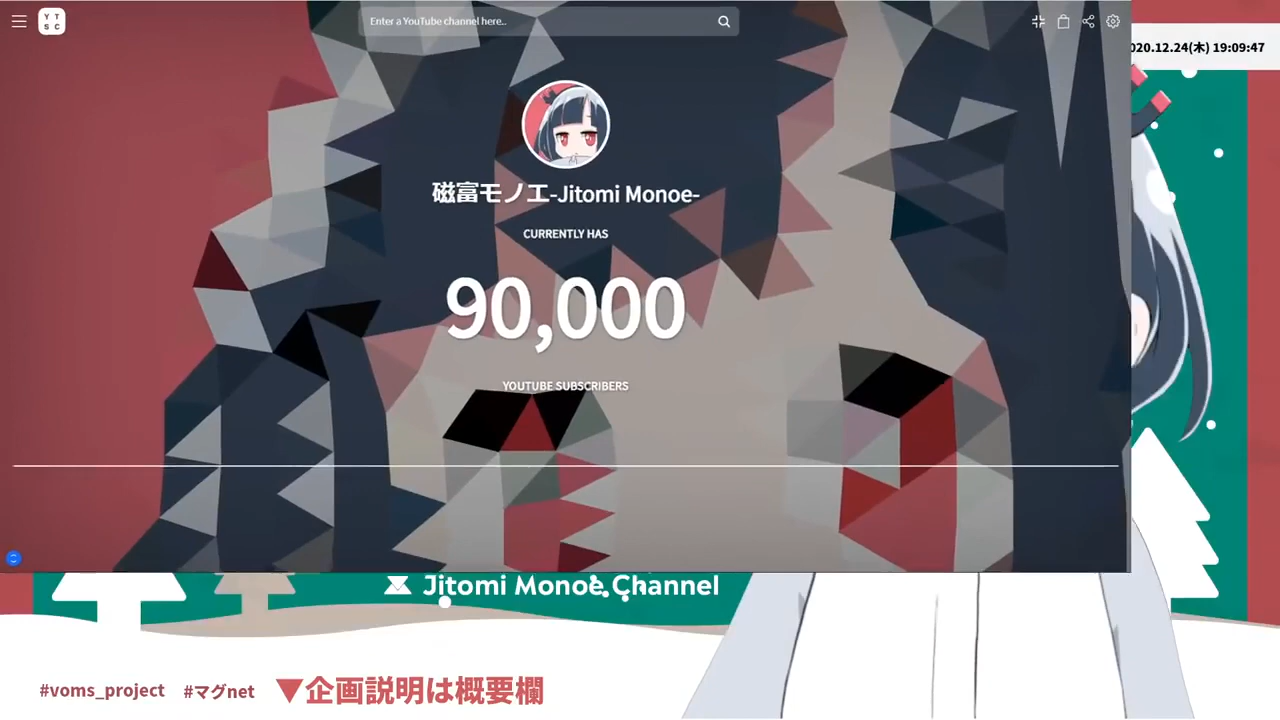 Y T
S C
Enter a YouTube channel here..
020.12.24(木) 19:09:47
磁富モノエ-Jitomi Monoe-
CURRENTLY HAS
90,000
YOUTUBE SUBSCRIBERS
Jitomi Monoe Channel
#voms_project #マグnet ▼企画説明は概要欄